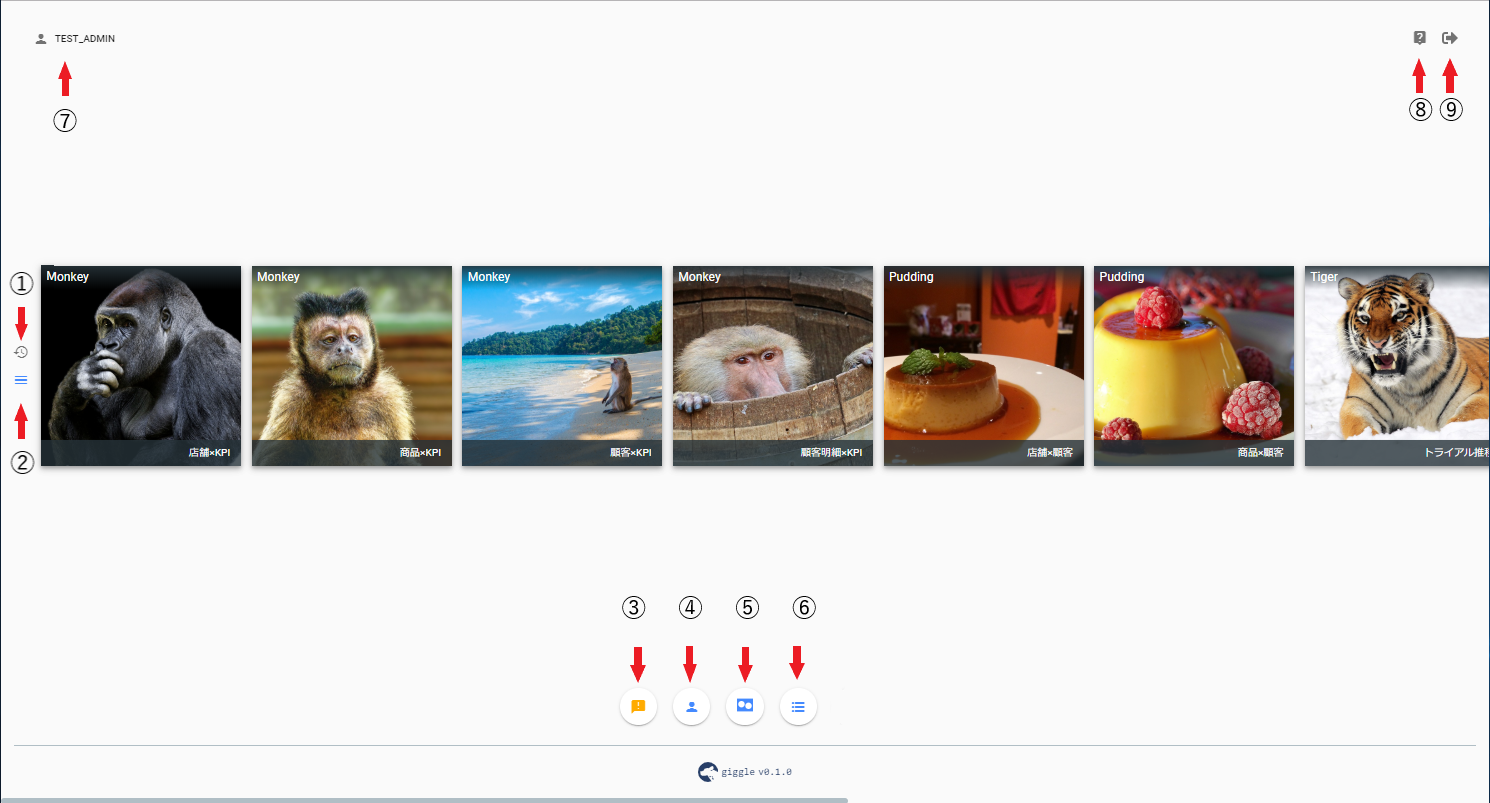 TEST_ADMIN
⑦
⑧ ⑨
①
②
Monkey
店舗×KPI
Monkey
商品×KPI
Monkey
顧客×KPI
Monkey
顧客明細×KPI
Pudding
店舗×顧客
Pudding
商品×顧客
Tiger
トライアル推移
③ ④ ⑤ ⑥
giggle v0.1.0